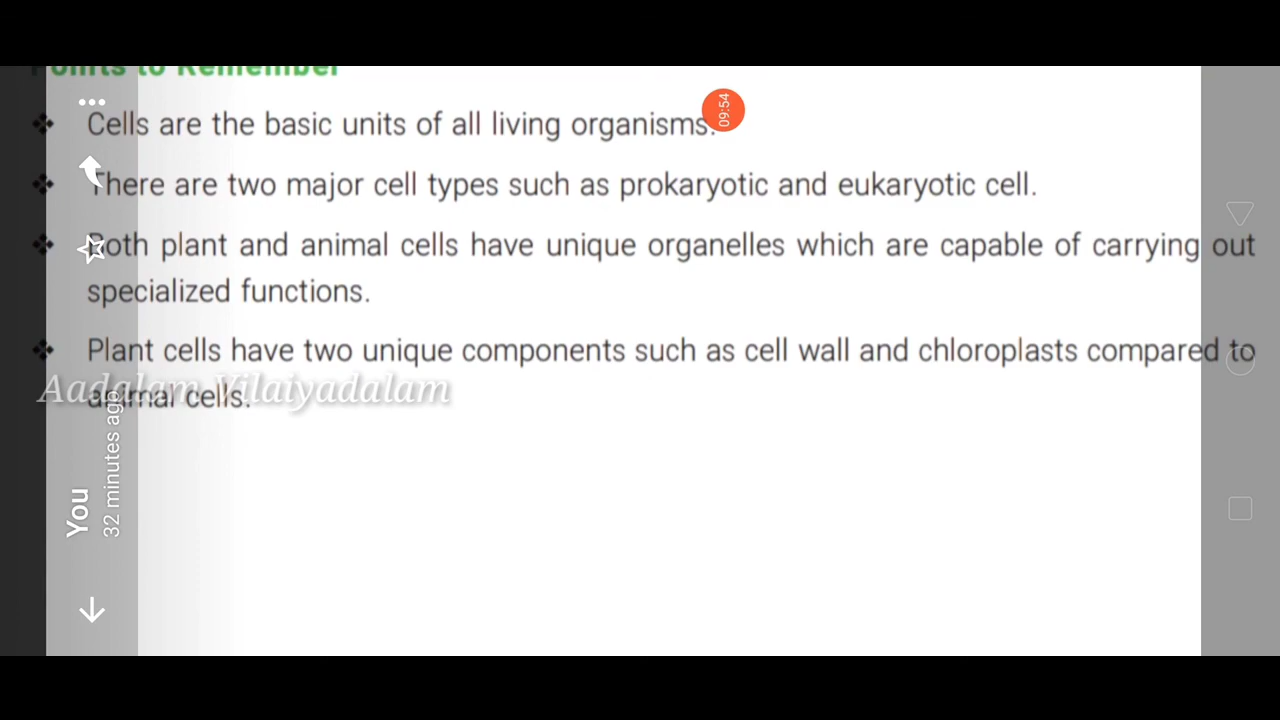 Points to Remember
❖ Cells are the basic units of all living organisms.
09:54
❖ There are two major cell types such as prokaryotic and eukaryotic cell.
❖ Both plant and animal cells have unique organelles which are capable of carrying out
specialized functions.
❖ Plant cells have two unique components such as cell wall and chloroplasts compared to
animal cells.
Aadalam Vilaiyadalam
You
32 minutes ago